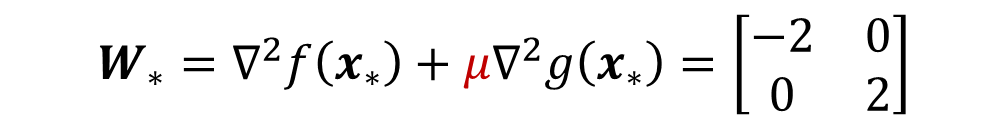 𝑾∗ = ∇²𝑓(𝒙∗) + 𝜇∇²𝑔(𝒙∗) = [−2 0
0 2]